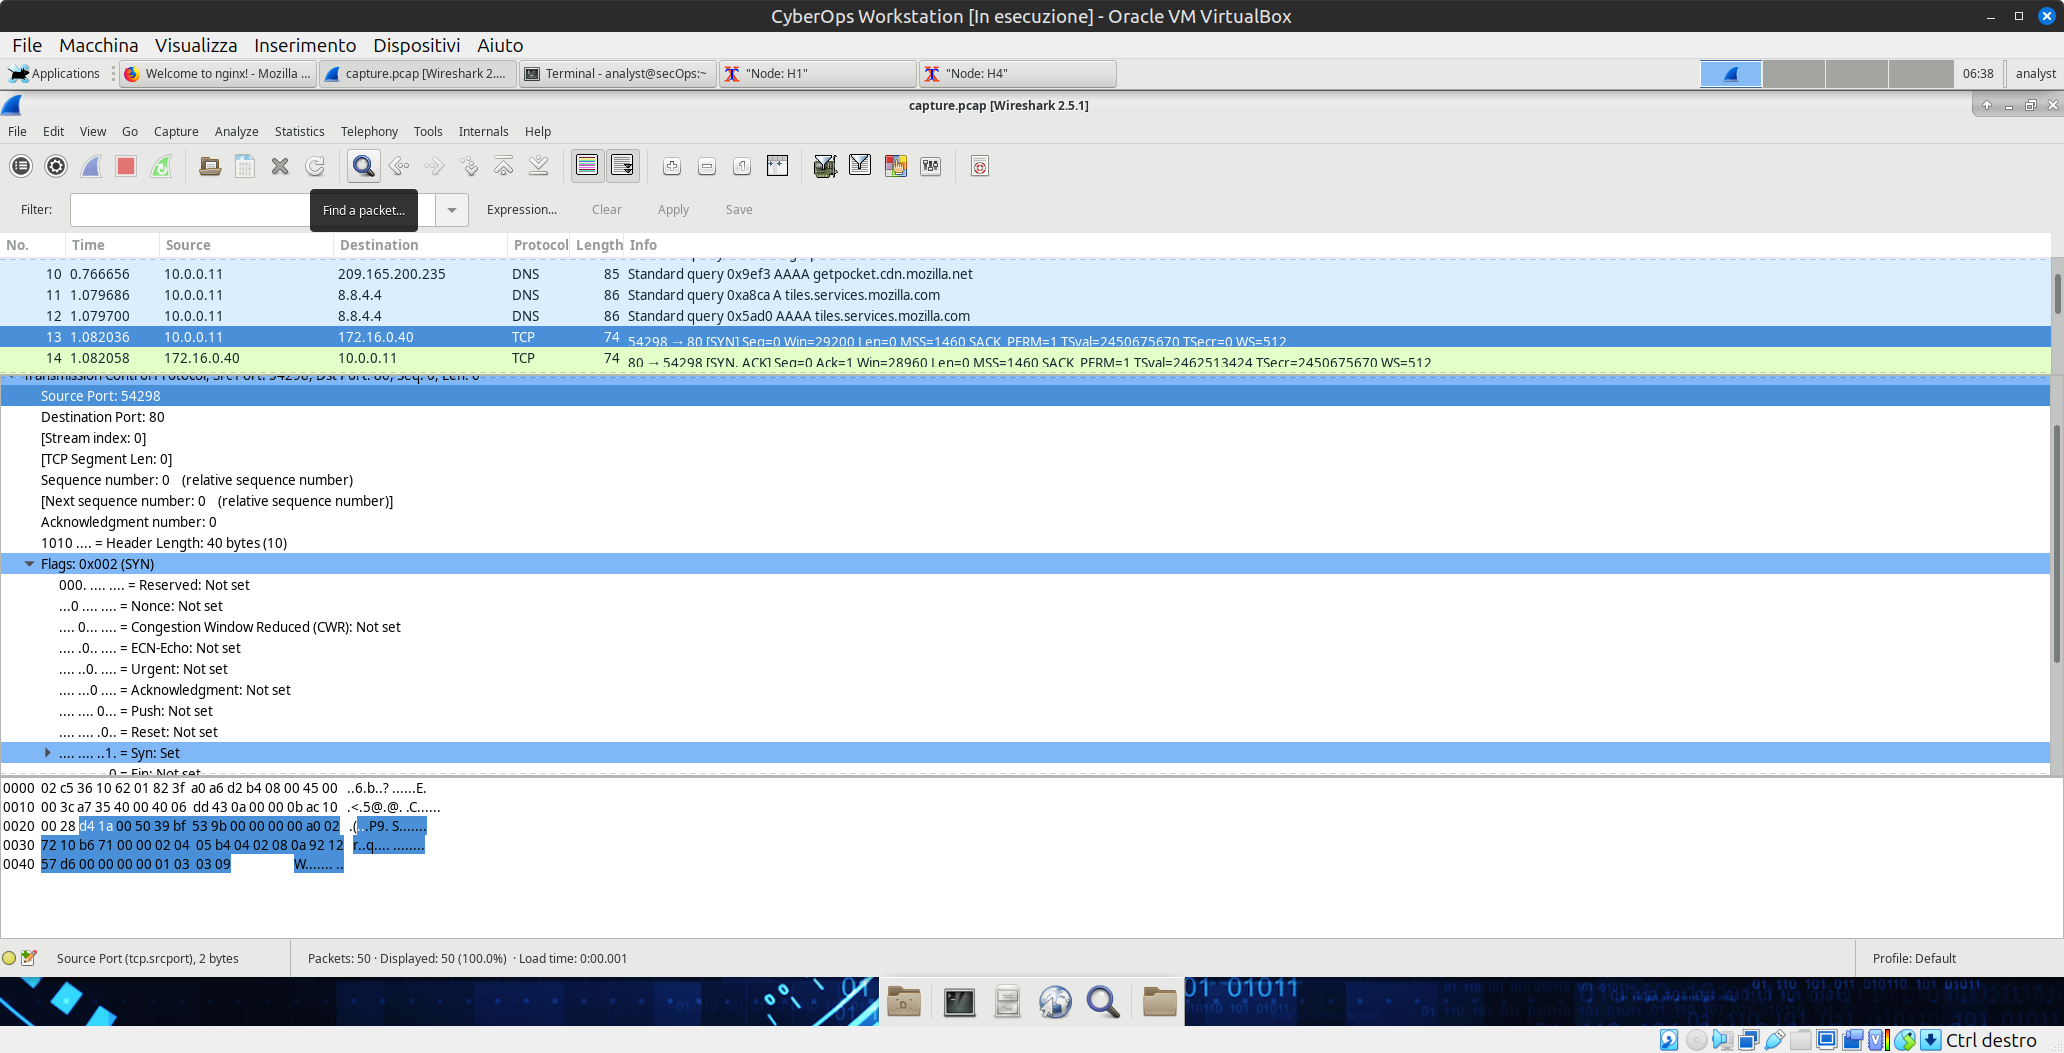 CyberOps Workstation [In esecuzione] - Oracle VM VirtualBox
File Macchina Visualizza Inserimento Dispositivi Aiuto
Applications Welcome to nginx! - Mozilla ... capture.pcap [Wireshark 2.... Terminal - analyst@secOps:~ "Node: H1" "Node: H4" 06:38 analyst
capture.pcap [Wireshark 2.5.1]
File Edit View Go Capture Analyze Statistics Telephony Tools Internals Help
Filter: Find a packet... Expression... Clear Apply Save
No. Time Source Destination Protocol Length Info
10 0.766656 10.0.0.11 209.165.200.235 DNS 85 Standard query 0x9ef3 AAAA getpocket.cdn.mozilla.net
11 1.079686 10.0.0.11 8.8.4.4 DNS 86 Standard query 0xa8ca A tiles.services.mozilla.com
12 1.079700 10.0.0.11 8.8.4.4 DNS 86 Standard query 0x5ad0 AAAA tiles.services.mozilla.com
13 1.082036 10.0.0.11 172.16.0.40 TCP 74 54298 → 80 [SYN] Seq=0 Win=29200 Len=0 MSS=1460 SACK_PERM=1 TSval=2450675670 TSecr=0 WS=512
14 1.082058 172.16.0.40 10.0.0.11 TCP 74 80 → 54298 [SYN, ACK] Seq=0 Ack=1 Win=28960 Len=0 MSS=1460 SACK_PERM=1 TSval=2462513424 TSecr=2450675670 WS=512
Transmission Control Protocol, Src Port: 54298, Dst Port: 80, Seq: 0, Len: 0
Source Port: 54298
Destination Port: 80
[Stream index: 0]
[TCP Segment Len: 0]
Sequence number: 0 (relative sequence number)
[Next sequence number: 0 (relative sequence number)]
Acknowledgment number: 0
1010 .... = Header Length: 40 bytes (10)
Flags: 0x002 (SYN)
000. .... .... = Reserved: Not set
...0 .... .... = Nonce: Not set
.... 0... .... = Congestion Window Reduced (CWR): Not set
.... .0.. .... = ECN-Echo: Not set
.... ..0. .... = Urgent: Not set
.... ...0 .... = Acknowledgment: Not set
.... .... 0... = Push: Not set
.... .... .0.. = Reset: Not set
.... .... ..1. = Syn: Set
0 = Fin: Not set
0000 02 c5 36 10 62 01 82 3f a0 a6 d2 b4 08 00 45 00 ..6.b..? ......E.
0010 00 3c a7 35 40 00 40 06 dd 43 0a 00 00 0b ac 10 .<.5@.@. .C......
0020 00 28 d4 1a 00 50 39 bf 53 9b 00 00 00 00 a0 02 .(...P9. S.......
0030 72 10 b6 71 00 00 02 04 05 b4 04 02 08 0a 92 12 r..q.... ........
0040 57 d6 00 00 00 00 01 03 03 09 W....... ..
Source Port (tcp.srcport), 2 bytes Packets: 50 · Displayed: 50 (100.0%) · Load time: 0:00.001 Profile: Default
Ctrl destro